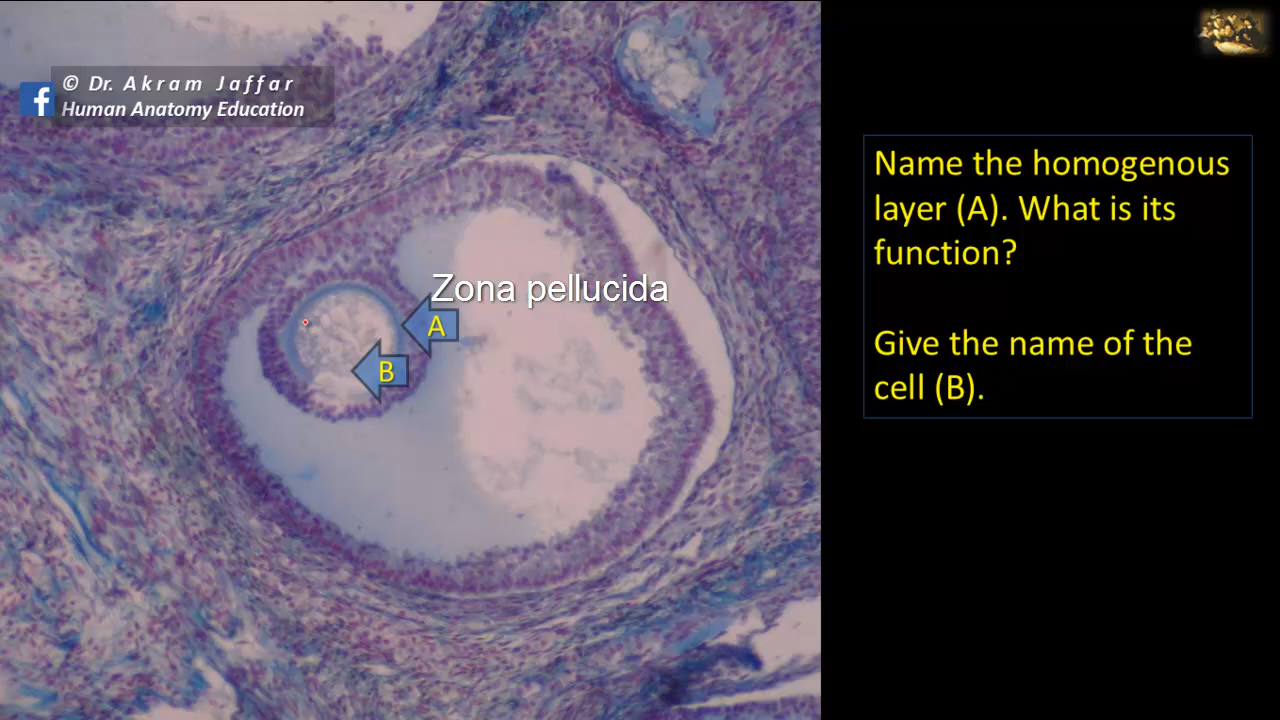 © Dr. Akram Jaffar
Human Anatomy Education
Zona pellucida
A
B
Name the homogenous
layer (A). What is its
function?
Give the name of the
cell (B).